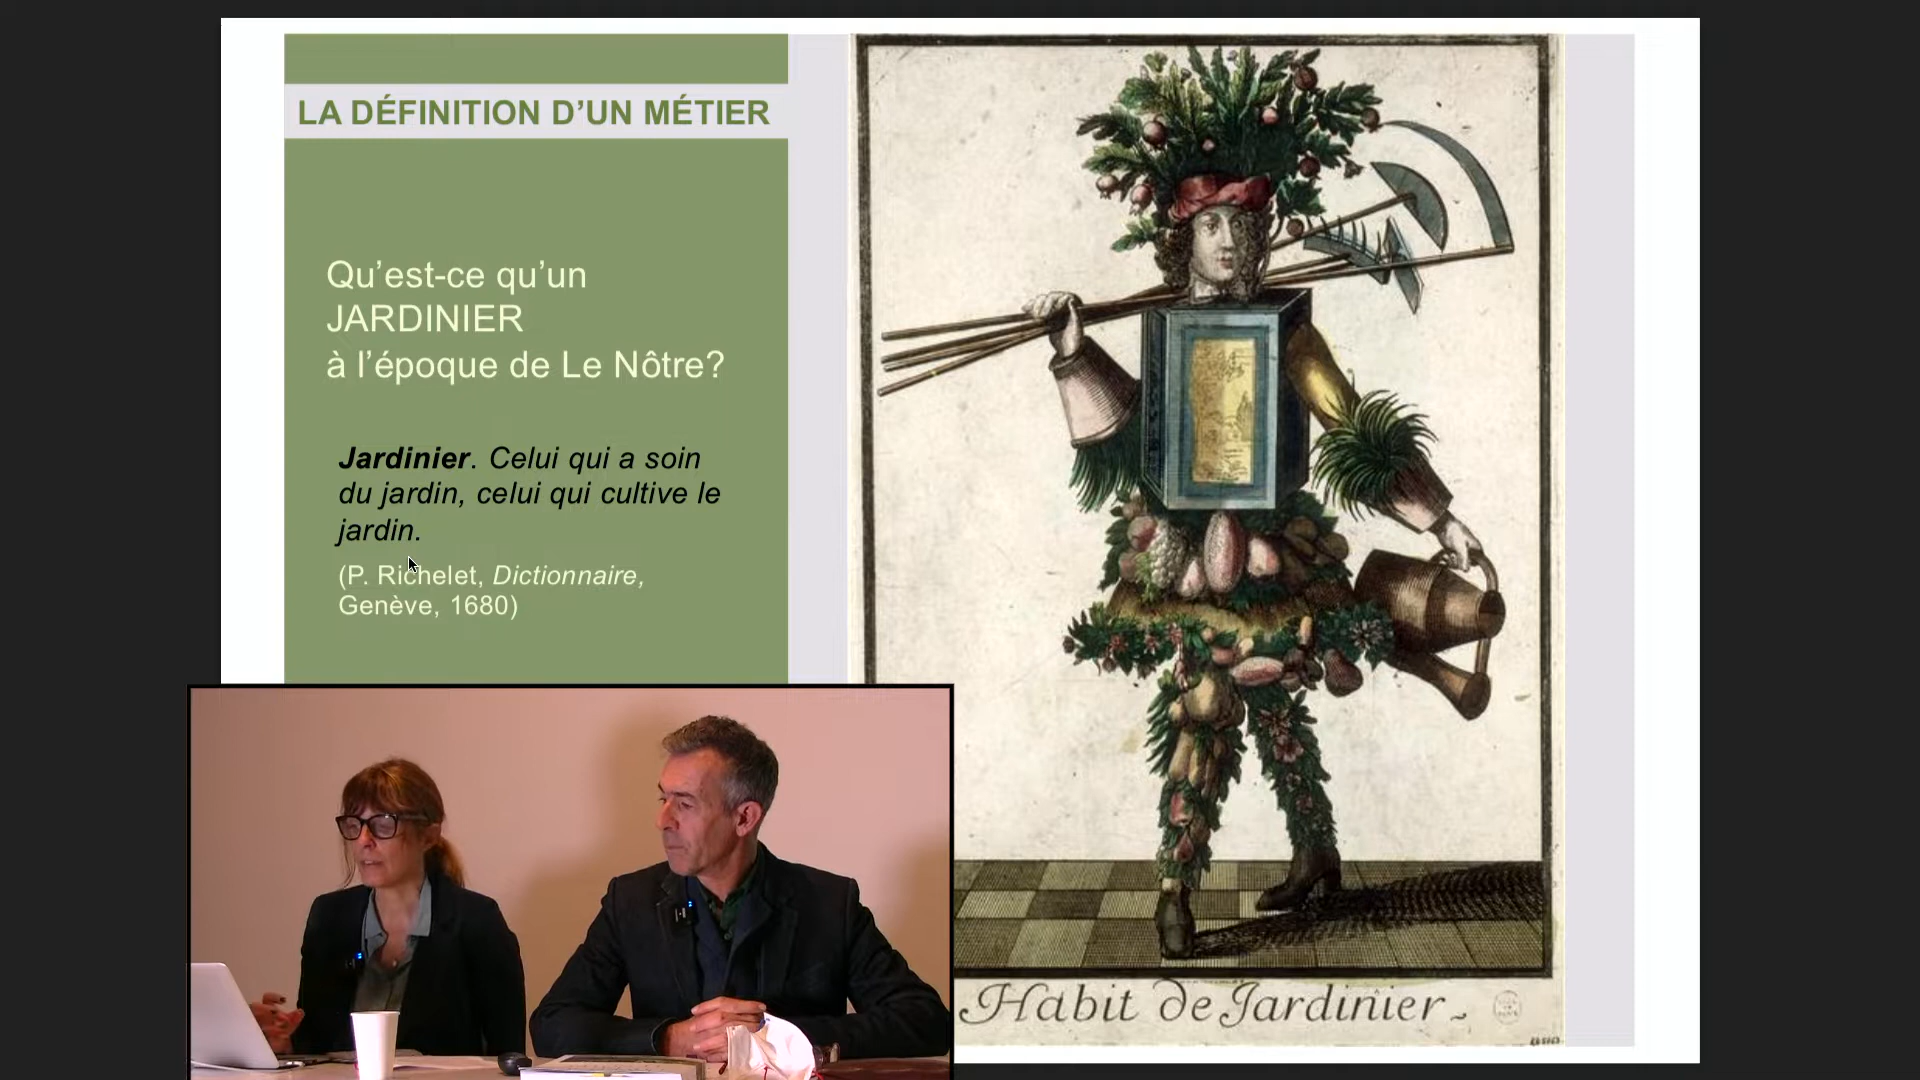 LA DÉFINITION D’UN MÉTIER
Qu’est-ce qu’un
JARDINIER
à l’époque de Le Nôtre?
Jardinier. Celui qui a soin
du jardin, celui qui cultive le
jardin.
(P. Richelet, Dictionnaire,
Genève, 1680)
Habit de Jardinier